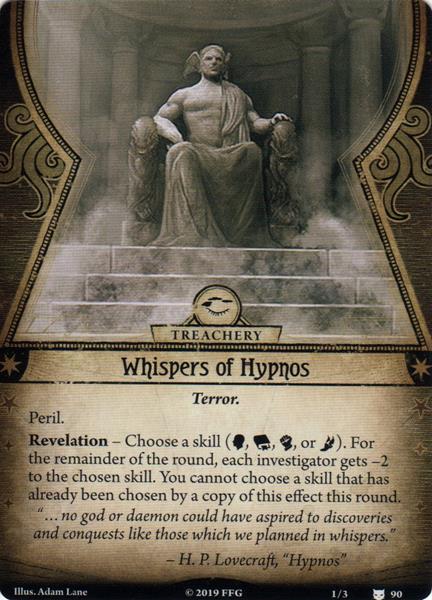 TREACHERY
Whispers of Hypnos
Terror.
Peril.
Revelation – Choose a skill ( , , , or ). For
the remainder of the round, each investigator gets –2
to the chosen skill. You cannot choose a skill that has
already been chosen by a copy of this effect this round.
“... no god or daemon could have aspired to discoveries
and conquests like those which we planned in whispers.”
– H. P. Lovecraft, “Hypnos”
Illus. Adam Lane © 2019 FFG 1/3 90